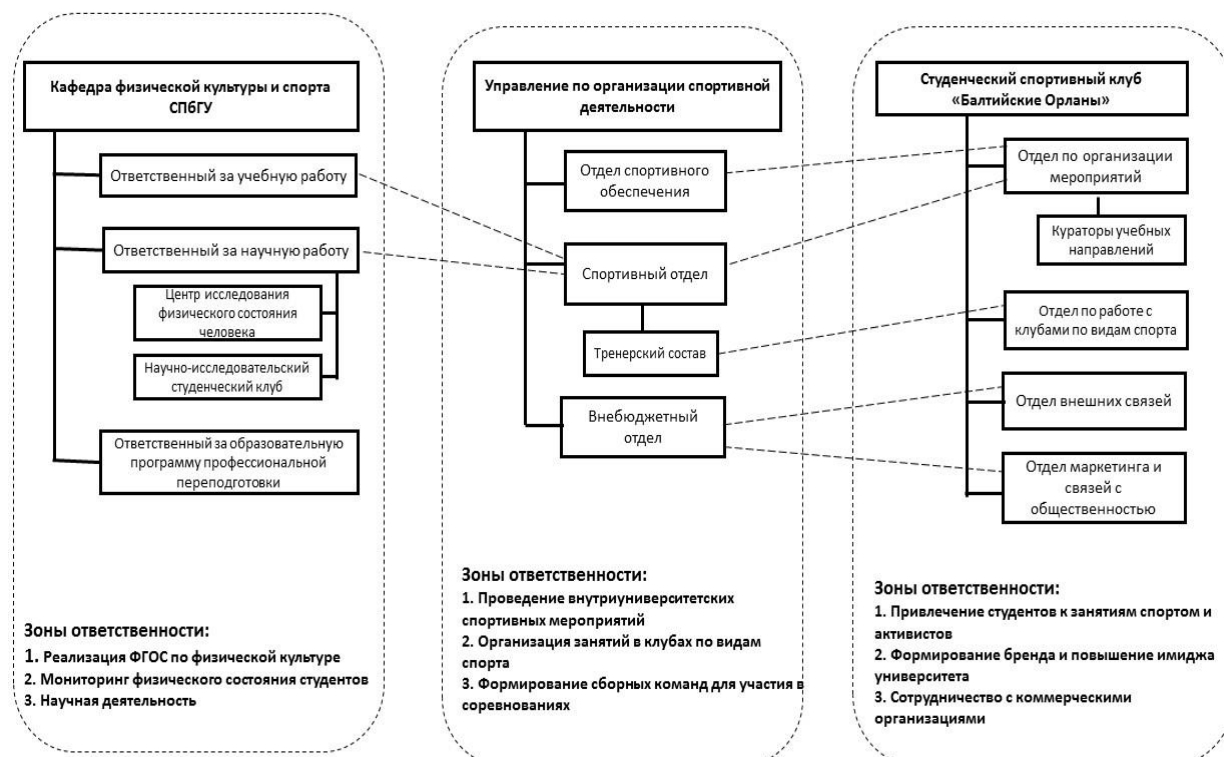 Кафедра физической культуры и спорта
СПбГУ
Ответственный за учебную работу
Ответственный за научную работу
Центр исследования
физического состояния
человека
Научно-исследовательский
студенческий клуб
Ответственный за образовательную
программу профессиональной
переподготовки
Зоны ответственности:
1. Реализация ФГОС по физической культуре
2. Мониторинг физического состояния студентов
3. Научная деятельность
Управление по организации спортивной
деятельности
Отдел спортивного
обеспечения
Спортивный отдел
Тренерский состав
Внебюджетный
отдел
Зоны ответственности:
1. Проведение внутриуниверситетских
спортивных мероприятий
2. Организация занятий в клубах по видам
спорта
3. Формирование сборных команд для участия в
соревнованиях
Студенческий спортивный клуб
«Балтийские Орланы»
Отдел по организации
мероприятий
Кураторы учебных
направлений
Отдел по работе с
клубами по видам спорта
Отдел внешних связей
Отдел маркетинга и
связей с
общественностью
Зоны ответственности:
1. Привлечение студентов к занятиям спортом и
активистов
2. Формирование бренда и повышение имиджа
университета
3. Сотрудничество с коммерческими
организациями